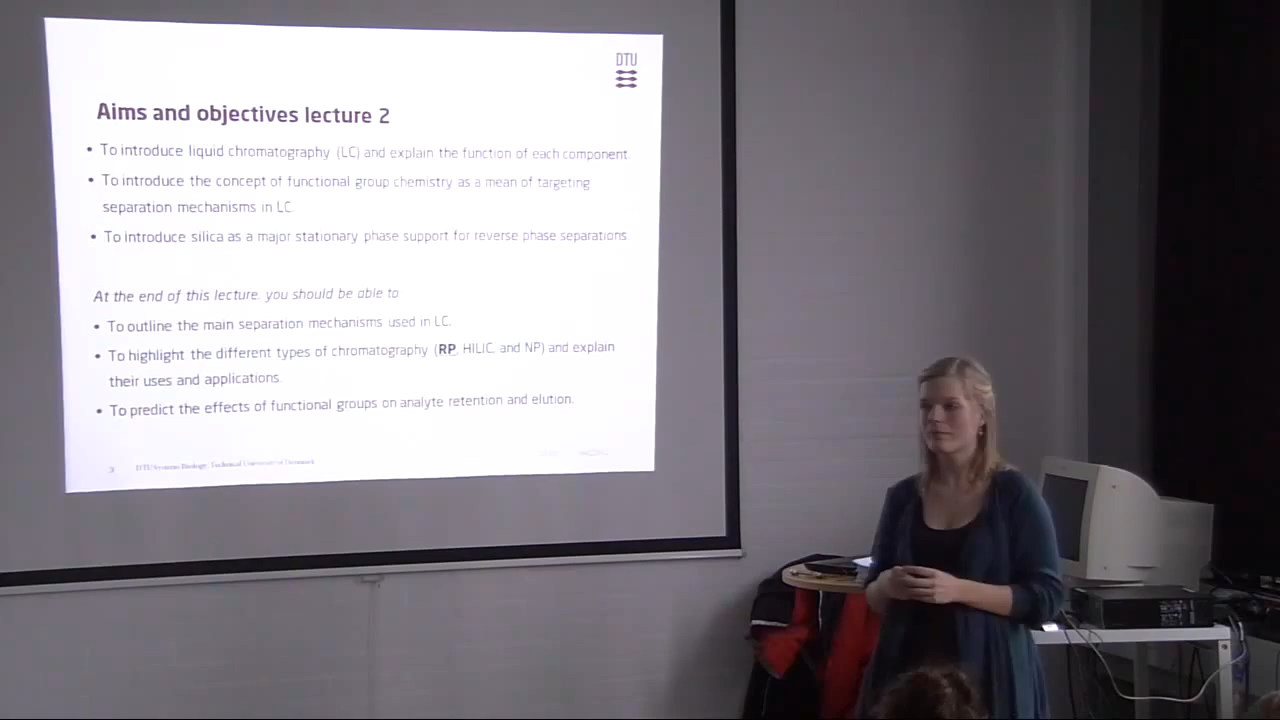 DTU
Aims and objectives lecture 2
• To introduce liquid chromatography (LC) and explain the function of each component.
• To introduce the concept of functional group chemistry as a mean of targeting
separation mechanisms in LC.
• To introduce silica as a major stationary phase support for reverse phase separations.
At the end of this lecture, you should be able to
• To outline the main separation mechanisms used in LC.
• To highlight the different types of chromatography (RP, HILIC, and NP) and explain
their uses and applications.
• To predict the effects of functional groups on analyte retention and elution.
3 DTU Systems Biology, Technical University of Denmark